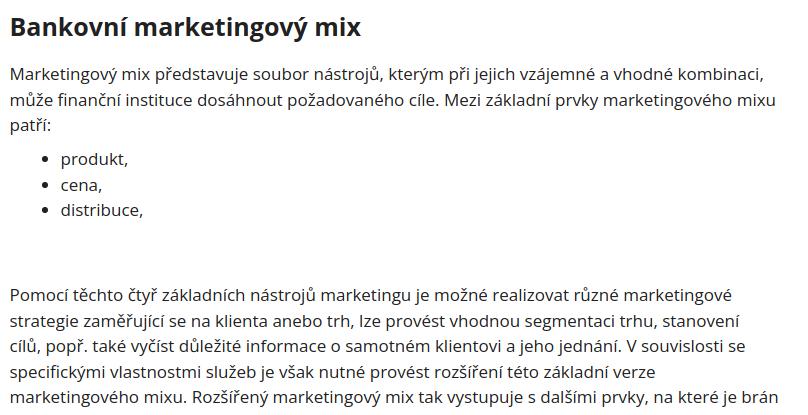 Bankovní marketingový mix
Marketingový mix představuje soubor nástrojů, kterým při jejich vzájemné a vhodné kombinaci,
může finanční instituce dosáhnout požadovaného cíle. Mezi základní prvky marketingového mixu
patří:
• produkt,
• cena,
• distribuce,
Pomocí těchto čtyř základních nástrojů marketingu je možné realizovat různé marketingové
strategie zaměřující se na klienta anebo trh, lze provést vhodnou segmentaci trhu, stanovení
cílů, popř. také vyčíst důležité informace o samotném klientovi a jeho jednání. V souvislosti se
specifickými vlastnostmi služeb je však nutné provést rozšíření této základní verze
marketingového mixu. Rozšířený marketingový mix tak vystupuje s dalšími prvky, na které je brán